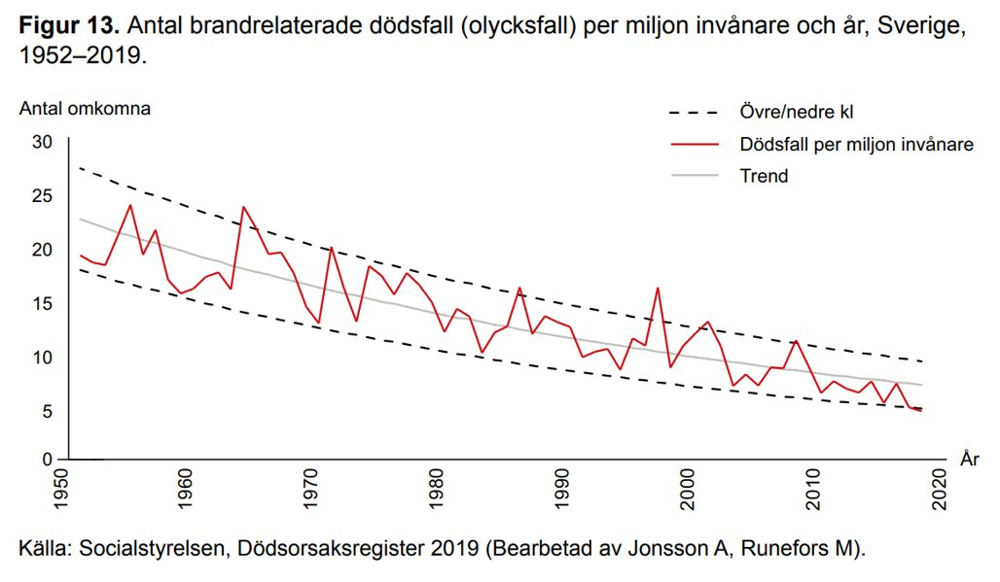 Figur 13. Antal brandrelaterade dödsfall (olycksfall) per miljon invånare och år, Sverige,
1952–2019.
Antal omkomna
Övre/nedre kl
Dödsfall per miljon invånare
Trend
30
25
20
15
10
5
0
År
1950
1960
1970
1980
1990
2000
2010
2020
Källa: Socialstyrelsen, Dödsorsaksregister 2019 (Bearbetad av Jonsson A, Runefors M).